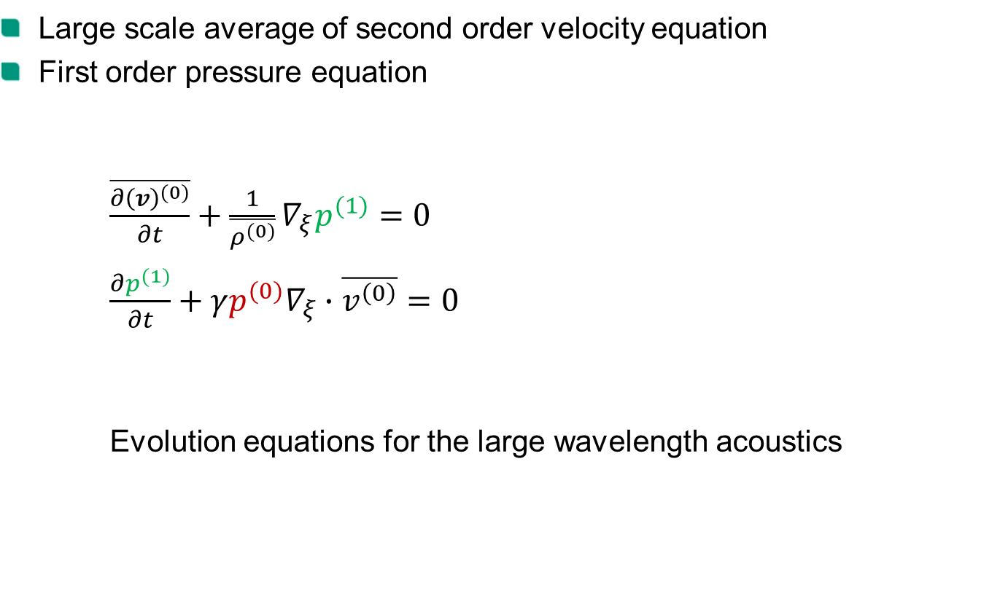 Large scale average of second order velocity equation
First order pressure equation
$\frac{\overline{\partial(\boldsymbol{v})^{(0)}}}{\partial t} + \frac{1}{\overline{\overline{\rho^{(0)}}}} \nabla_{\xi} p^{(1)} = 0$
$\frac{\partial p^{(1)}}{\partial t} + \gamma p^{(0)} \nabla_{\xi} \cdot \overline{v^{(0)}} = 0$
Evolution equations for the large wavelength acoustics